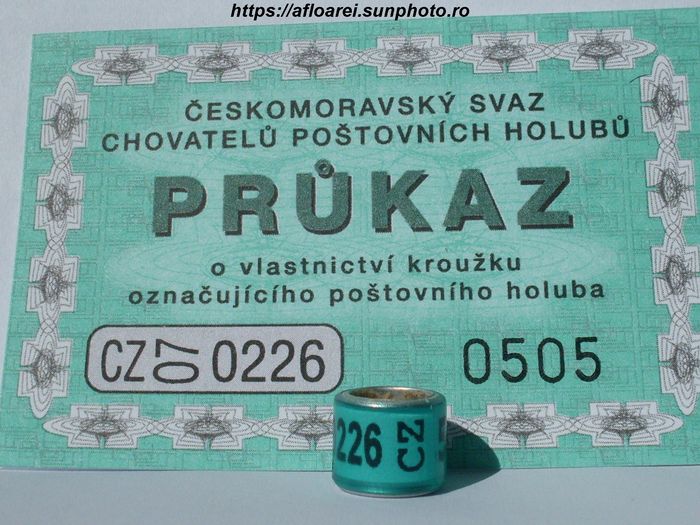 https://afloarei.sunphoto.ro
ČESKOMORAVSKÝ SVAZ
CHOVATELŮ POŠTOVNÍCH HOLUBŮ
PRŮKAZ
o vlastnictví kroužku
označujícího poštovního holuba
CZ 07 0226 0505
226 CZ